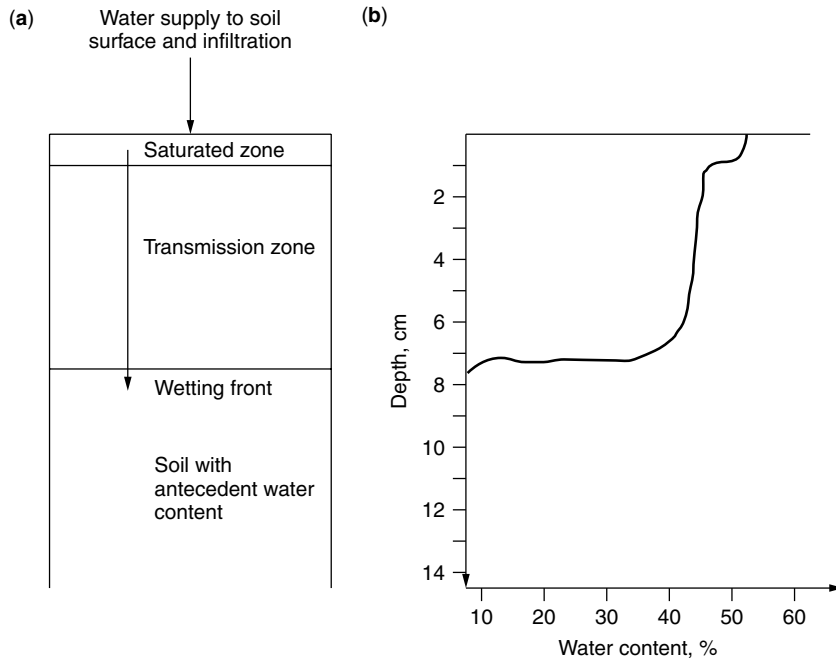 (a)
Water supply to soil
surface and infiltration
Saturated zone
Transmission zone
Wetting front
Soil with
antecedent water
content
(b)
2
4
6
8
10
12
14
Depth, cm
10 20 30 40 50 60
Water content, %